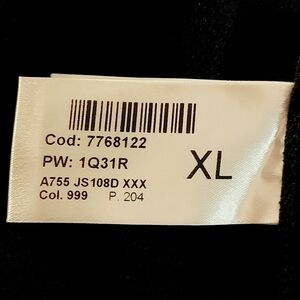 Cod: 7768122
PW: 1Q31R
XL
A755 JS108D XXX
Col. 999 P. 204